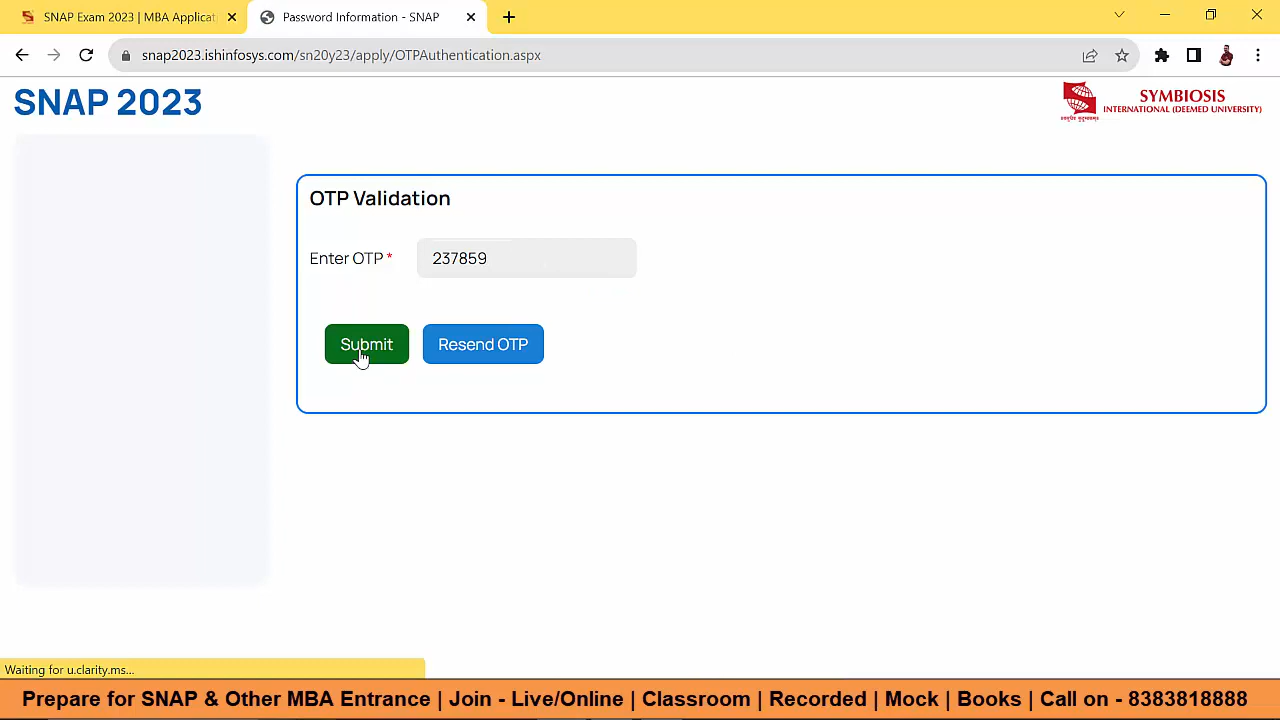 SNAP Exam 2023 | MBA Applicat
Password Information - SNAP
snap2023.ishinfosys.com/sn20y23/apply/OTPAuthentication.aspx
SNAP 2023
SYMBIOSIS
INTERNATIONAL (DEEMED UNIVERSITY)
OTP Validation
Enter OTP *
237859
Submit
Resend OTP
Waiting for u.clarity.ms...
Prepare for SNAP & Other MBA Entrance | Join - Live/Online | Classroom | Recorded | Mock | Books | Call on - 8383818888